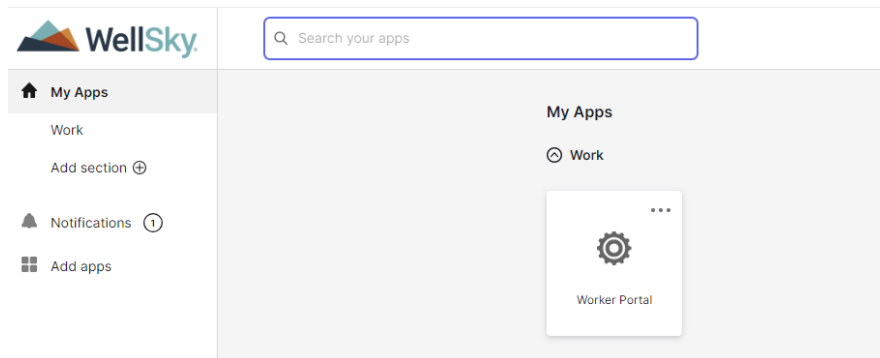 WellSky.
Search your apps
My Apps
Work
Add section
Notifications 1
Add apps
My Apps
Work
Worker Portal